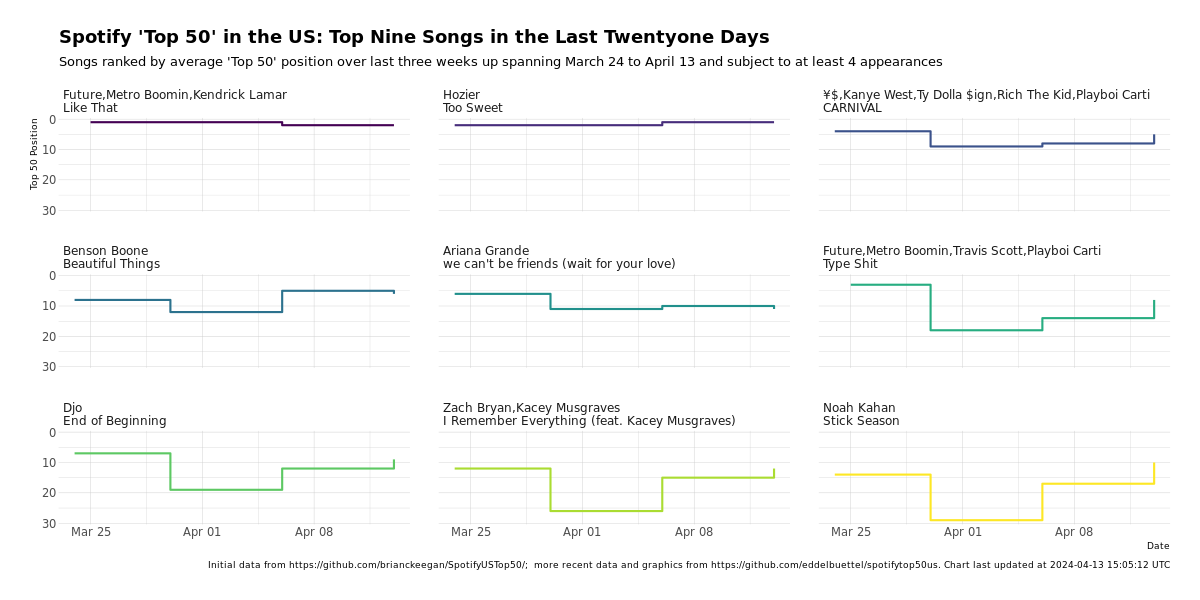 Spotify 'Top 50' in the US: Top Nine Songs in the Last Twentyone Days
Songs ranked by average 'Top 50' position over last three weeks up spanning March 24 to April 13 and subject to at least 4 appearances
Future,Metro Boomin,Kendrick Lamar
Like That
Hozier
Too Sweet
¥$,Kanye West,Ty Dolla $ign,Rich The Kid,Playboi Carti
CARNIVAL
Top 50 Position
0
10
20
30
Benson Boone
Beautiful Things
Ariana Grande
we can't be friends (wait for your love)
Future,Metro Boomin,Travis Scott,Playboi Carti
Type Shit
0
10
20
30
Djo
End of Beginning
Zach Bryan,Kacey Musgraves
I Remember Everything (feat. Kacey Musgraves)
Noah Kahan
Stick Season
0
10
20
30
Mar 25 Apr 01 Apr 08
Mar 25 Apr 01 Apr 08
Mar 25 Apr 01 Apr 08
Date
Initial data from https://github.com/brianckeegan/SpotifyUSTop50/;  more recent data and graphics from https://github.com/eddelbuettel/spotifytop50us. Chart last updated at 2024-04-13 15:05:12 UTC